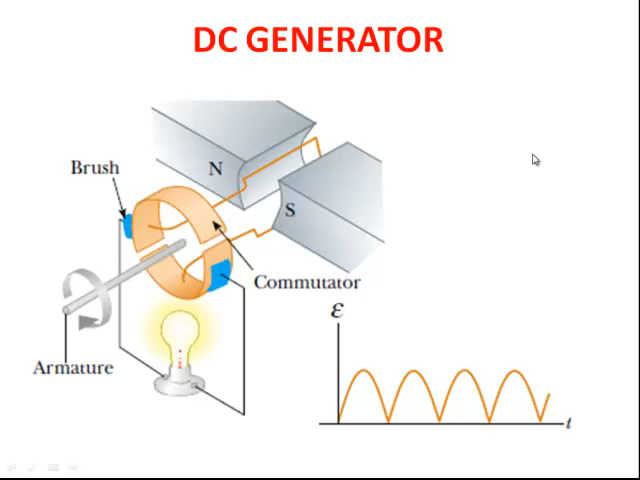 DC GENERATOR
Brush
N
S
Commutator
ℰ
Armature
t